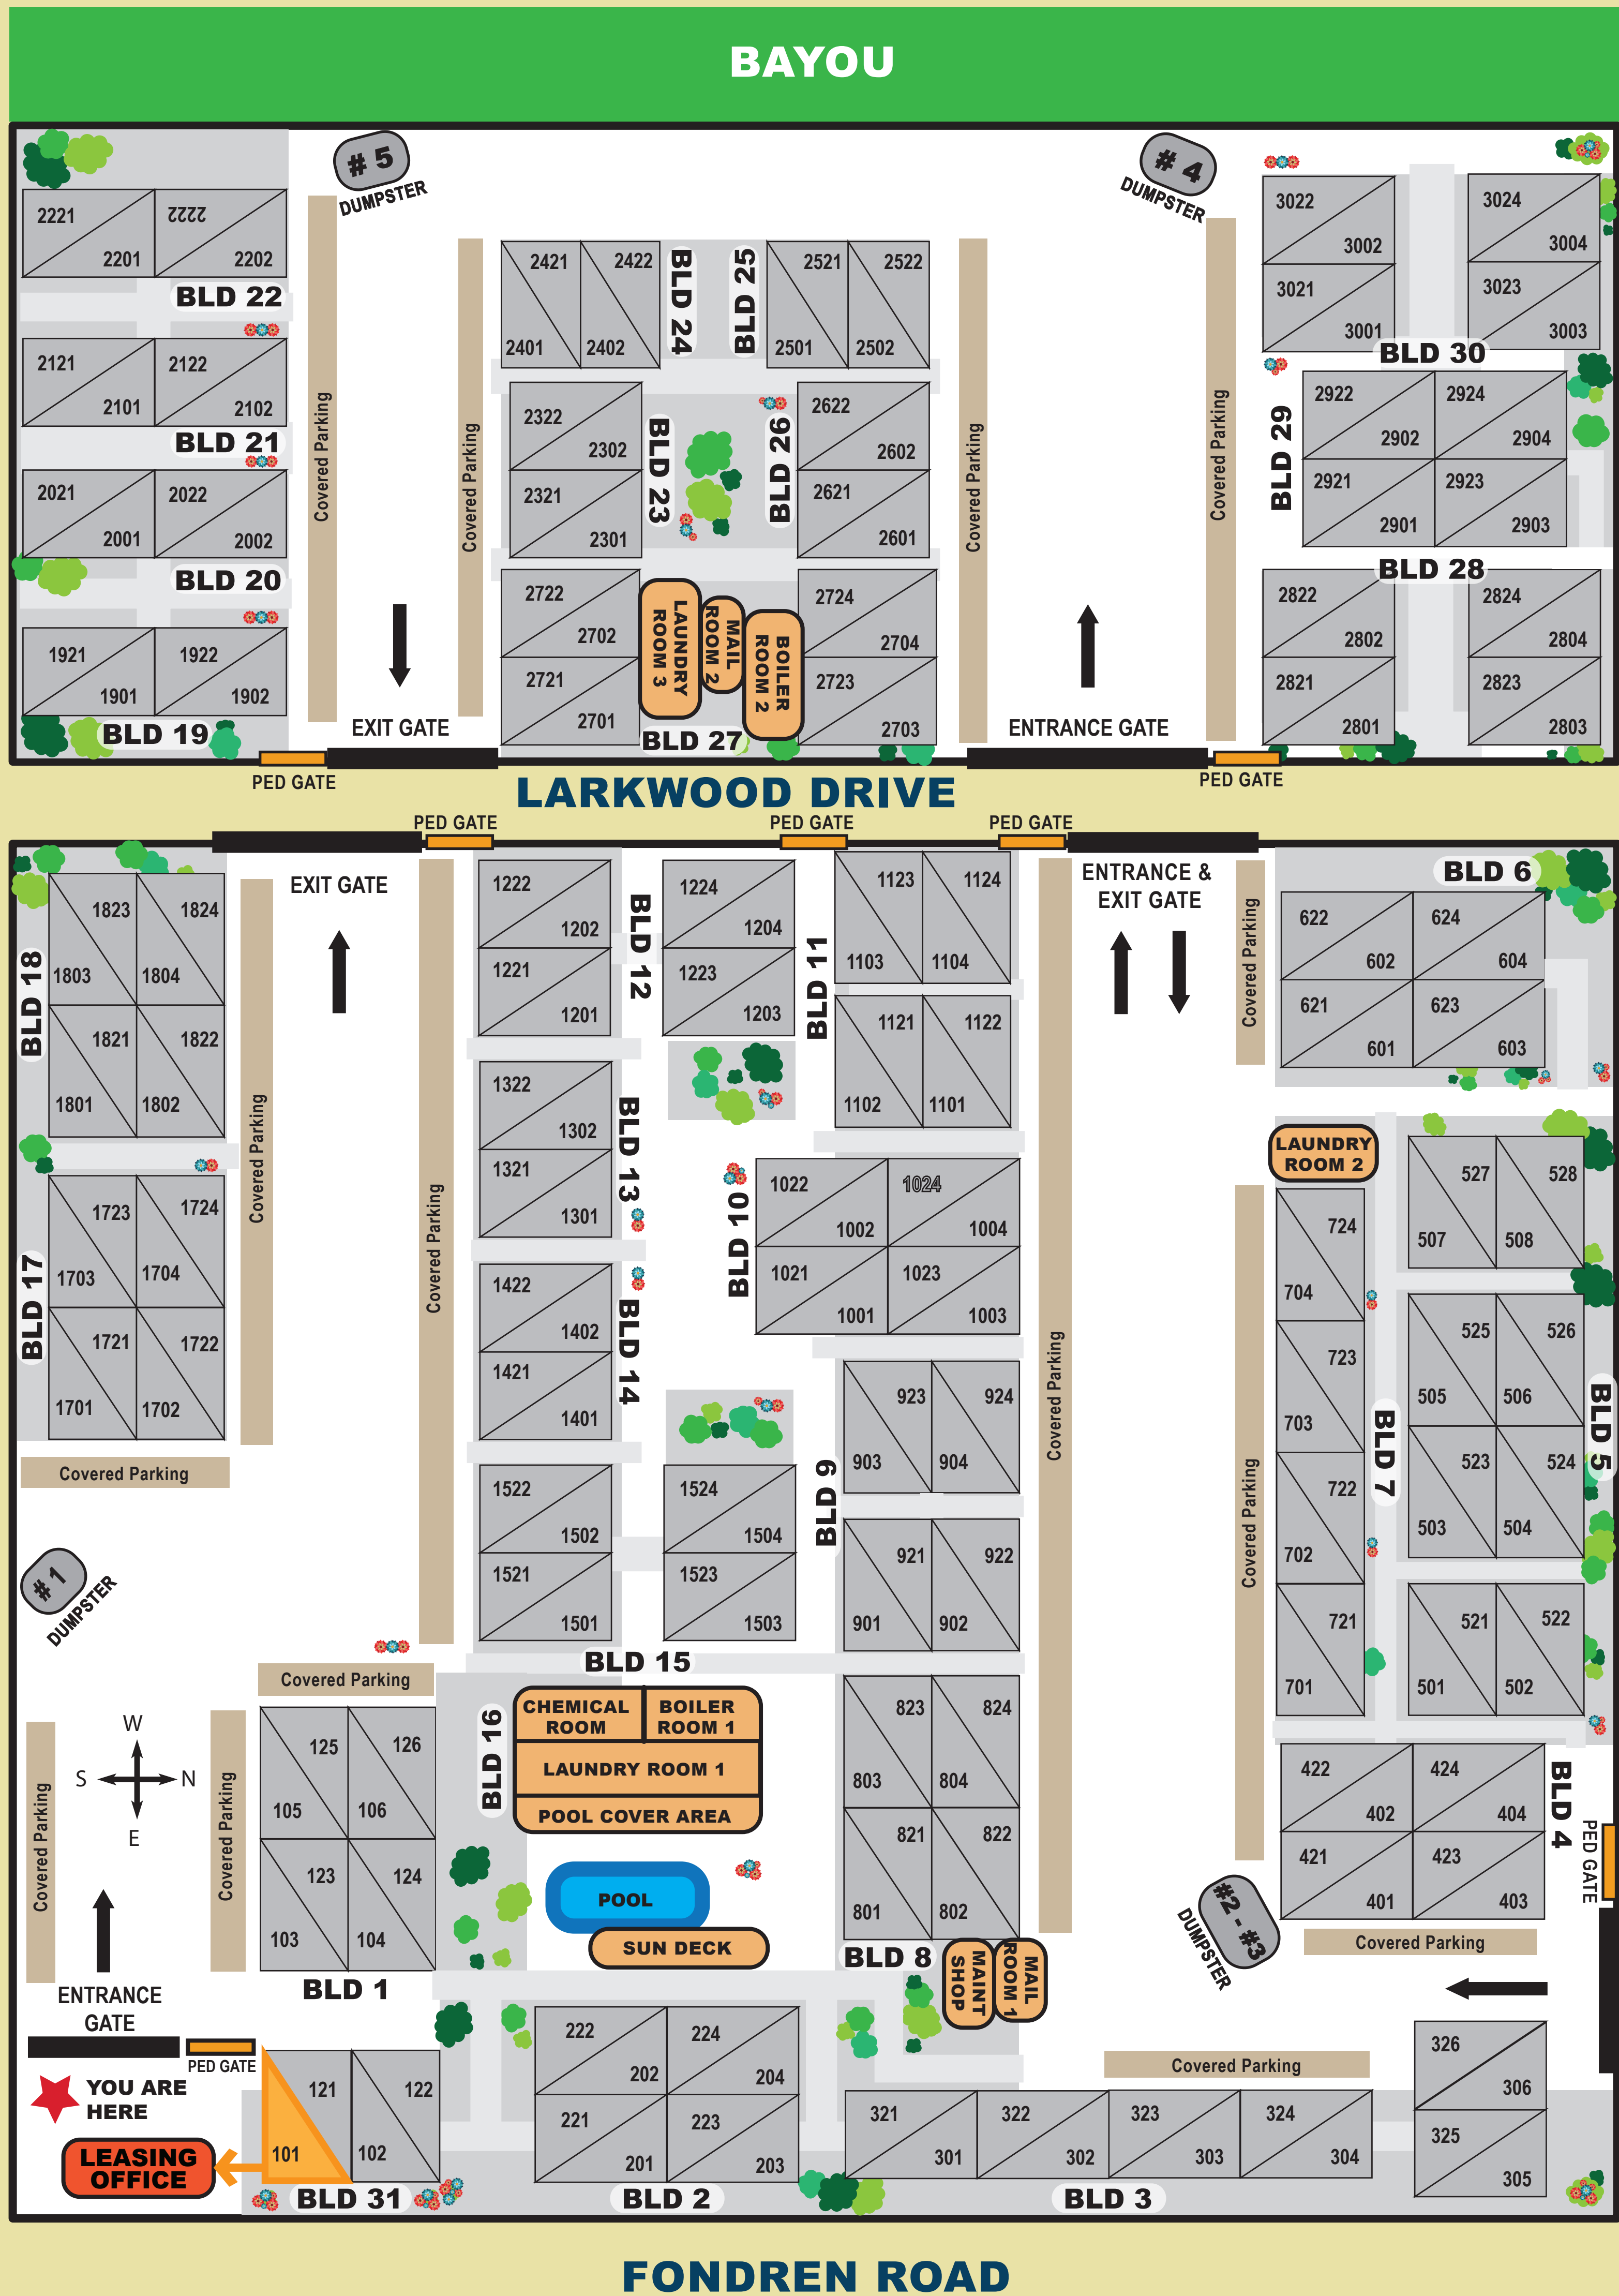 BAYOU
# 5
DUMPSTER
# 4
DUMPSTER
2221
2201
2222
2202
BLD 22
2121
2101
2122
2102
BLD 21
2021
2001
2022
2002
BLD 20
1921
1901
1922
1902
BLD 19
Covered Parking
EXIT GATE
PED GATE
Covered Parking
2421
2401
2422
2402
BLD 24
BLD 25
2521
2501
2522
2502
2322
2302
2321
2301
BLD 23
BLD 26
2622
2602
2621
2601
2722
2702
2721
2701
LAUNDRY
ROOM 3
MAIL
ROOM 2
BOILER
ROOM 2
2724
2704
2723
2703
BLD 27
Covered Parking
ENTRANCE GATE
Covered Parking
PED GATE
3022
3002
3021
3001
3024
3004
3023
3003
BLD 30
BLD 29
2922
2902
2924
2904
2921
2901
2923
2903
BLD 28
2822
2802
2821
2801
2824
2804
2823
2803
LARKWOOD DRIVE
PED GATE
PED GATE
PED GATE
EXIT GATE
ENTRANCE &
EXIT GATE
BLD 18
1823
1803
1824
1804
1821
1801
1822
1802
BLD 17
1723
1703
1724
1704
1721
1701
1722
1702
Covered Parking
Covered Parking
# 1
DUMPSTER
Covered Parking
1222
1202
1221
1201
BLD 12
1224
1204
1223
1203
BLD 11
1123
1103
1124
1104
1121
1102
1122
1101
1322
1302
1321
1301
BLD 13
BLD 10
1022
1002
1024
1004
1021
1001
1023
1003
1422
1402
1421
1401
BLD 14
1522
1502
1521
1501
1524
1504
1523
1503
BLD 15
BLD 9
923
903
924
904
921
901
922
902
Covered Parking
Covered Parking
BLD 6
622
602
624
604
621
601
623
603
LAUNDRY
ROOM 2
Covered Parking
724
704
723
703
722
702
721
701
BLD 7
527
507
528
508
525
505
526
506
523
503
524
504
521
501
522
502
BLD 5
422
402
424
404
421
401
423
403
BLD 4
PED GATE
Covered Parking
#2 - #3
DUMPSTER
Covered Parking
W
S
N
E
Covered Parking
Covered Parking
125
105
126
106
123
103
124
104
BLD 1
BLD 16
CHEMICAL
ROOM
BOILER
ROOM 1
LAUNDRY ROOM 1
POOL COVER AREA
POOL
SUN DECK
823
803
824
804
821
801
822
802
BLD 8
MAINT
SHOP
MAIL
ROOM 1
ENTRANCE
GATE
PED GATE
YOU ARE
HERE
LEASING
OFFICE
121
101
122
102
BLD 31
222
202
224
204
221
201
223
203
BLD 2
Covered Parking
321
301
322
302
323
303
324
304
BLD 3
326
306
325
305
FONDREN ROAD